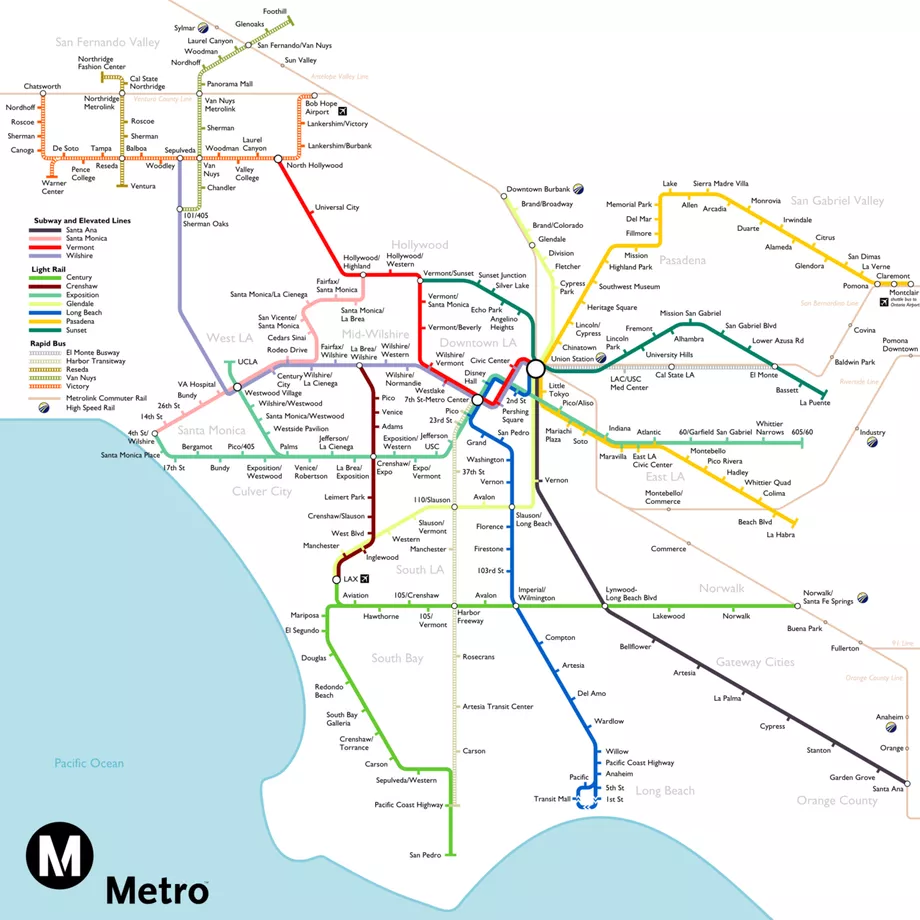 Foothill
Sylmar
Glenoaks
Laurel Canyon
San Fernando/Van Nuys
San Fernando Valley
Woodman
Nordhoff
Sun Valley
Northridge
Fashion Center
Antelope Valley Line
Cal State
Northridge
Panorama Mall
Chatsworth
Ventura County Line
Northridge
Metrolink
Van Nuys
Metrolink
Bob Hope
Airport
Nordhoff
Roscoe
Sherman
Canoga
Roscoe
Sherman
Sherman
Lankershim/Victory
Laurel
Canyon
Lankershim/Burbank
De Soto
Tampa
Balboa
Sepulveda
Woodman
Pence
College
Reseda
Woodley
Van
Nuys
Valley
College
North Hollywood
Warner
Center
Ventura
Chandler
101/405
Sherman Oaks
Universal City
Downtown Burbank
Brand/Broadway
Brand/Colorado
Glendale
Division
Fletcher
Cypress
Park
Lake
Sierra Madre Villa
Memorial Park
Allen
Arcadia
Monrovia
San Gabriel Valley
Del Mar
Duarte
Irwindale
Fillmore
Alameda
Citrus
Mission
Pasadena
Glendora
San Dimas
La Verne
Highland Park
Claremont
Pomona
Montclair
shuttle bus to
Ontario Airport
Southwest Museum
San Bernardino Line
Heritage Square
Subway and Elevated Lines
Santa Ana
Santa Monica
Vermont
Wilshire
Light Rail
Century
Crenshaw
Exposition
Glendale
Long Beach
Pasadena
Sunset
Rapid Bus
El Monte Busway
Harbor Transitway
Reseda
Van Nuys
Victory
Metrolink Commuter Rail
High Speed Rail
Hollywood
Hollywood/
Highland
Hollywood/
Western
Vermont/Sunset
Sunset Junction
Silver Lake
Fairfax/
Santa Monica
Santa Monica/La Cienega
Santa Monica/
La Brea
Vermont/
Santa Monica
Echo Park
Angelino
Heights
San Vicente/
Santa Monica
Vermont/Beverly
Mid-Wilshire
Cedars Sinai
West LA
Rodeo Drive
Fairfax/
Wilshire
La Brea/
Wilshire
Wilshire/
Western
Wilshire/
Vermont
Downtown LA
Civic Center
Chinatown
Union Station
Lincoln/
Cypress
Lincoln
Park
Fremont
Mission San Gabriel
San Gabriel Blvd
Alhambra
Lower Azusa Rd
University Hills
Covina
Baldwin Park
Pomona
Downtown
UCLA
VA Hospital
Bundy
Westwood Village
Century
City
Wilshire/
La Cienega
Wilshire/
Normandie
Westlake
Disney
Hall
7th St-Metro Center
2nd St
Little
Tokyo
LAC/USC
Med Center
Cal State LA
El Monte
Riverside Line
Bassett
La Puente
26th St
14th St
4th St/
Wilshire
Santa Monica
Wilshire/Westwood
Santa Monica/Westwood
Westside Pavilion
Pico
Venice
Adams
Pico
23rd St
Pershing
Square
Pico/Aliso
San Pedro
Mariachi
Plaza
Soto
Indiana
Atlantic
60/Garfield
San Gabriel
Whittier
Narrows
605/60
Industry
Santa Monica Place
Bergamot
Pico/405
Palms
Jefferson/
La Cienega
Exposition/
Western
Jefferson
USC
Grand
Maravilla
East LA
Civic Center
Montebello
17th St
Bundy
Exposition/
Westwood
Venice/
Robertson
La Brea/
Exposition
Crenshaw/
Expo
Expo/
Vermont
Washington
37th St
Vernon
Vernon
East LA
Pico Rivera
Hadley
Whittier Quad
Colima
Beach Blvd
La Habra
Montebello/
Commerce
Culver City
Leimert Park
110/Slauson
Avalon
Crenshaw/Slauson
Slauson/
Vermont
Slauson/
Long Beach
West Blvd
Western
Florence
Manchester
Inglewood
Manchester
Firestone
Commerce
LAX
South LA
103rd St
Aviation
105/Crenshaw
Avalon
Imperial/
Wilmington
Lynwood-
Long Beach Blvd
Norwalk
Norwalk/
Santa Fe Springs
Mariposa
Hawthorne
105/
Vermont
Harbor
Freeway
Lakewood
Norwalk
Buena Park
El Segundo
Compton
Bellflower
Fullerton
91 Line
Douglas
South Bay
Rosecrans
Artesia
Artesia
Gateway Cities
Orange County Line
Redondo
Beach
Del Amo
La Palma
South Bay
Galleria
Artesia Transit Center
Wardlow
Cypress
Anaheim
Crenshaw/
Torrance
Carson
Willow
Stanton
Orange
Carson
Pacific Coast Highway
Sepulveda/Western
Pacific
Anaheim
Garden Grove
Santa Ana
5th St
Long Beach
Pacific Coast Highway
Transit Mall
1st St
Orange County
San Pedro
Pacific Ocean
M
Metro